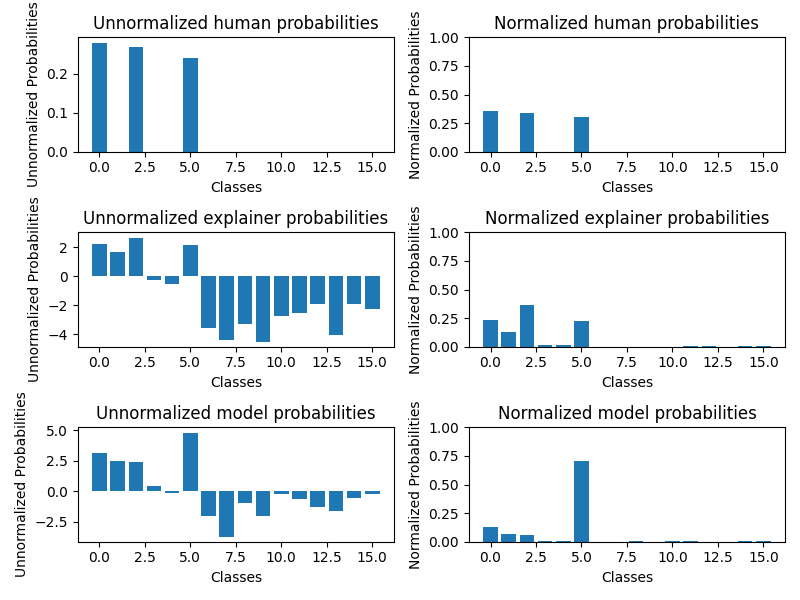 Unnormalized human probabilities
Unnormalized Probabilities
0.2
0.1
0.0
0.0 2.5 5.0 7.5 10.0 12.5 15.0
Classes
Normalized human probabilities
Normalized Probabilities
1.00
0.75
0.50
0.25
0.00
0.0 2.5 5.0 7.5 10.0 12.5 15.0
Classes
Unnormalized explainer probabilities
Unnormalized Probabilities
2
0
−2
−4
0.0 2.5 5.0 7.5 10.0 12.5 15.0
Classes
Normalized explainer probabilities
Normalized Probabilities
1.00
0.75
0.50
0.25
0.00
0.0 2.5 5.0 7.5 10.0 12.5 15.0
Classes
Unnormalized model probabilities
Unnormalized Probabilities
5.0
2.5
0.0
−2.5
0.0 2.5 5.0 7.5 10.0 12.5 15.0
Classes
Normalized model probabilities
Normalized Probabilities
1.00
0.75
0.50
0.25
0.00
0.0 2.5 5.0 7.5 10.0 12.5 15.0
Classes